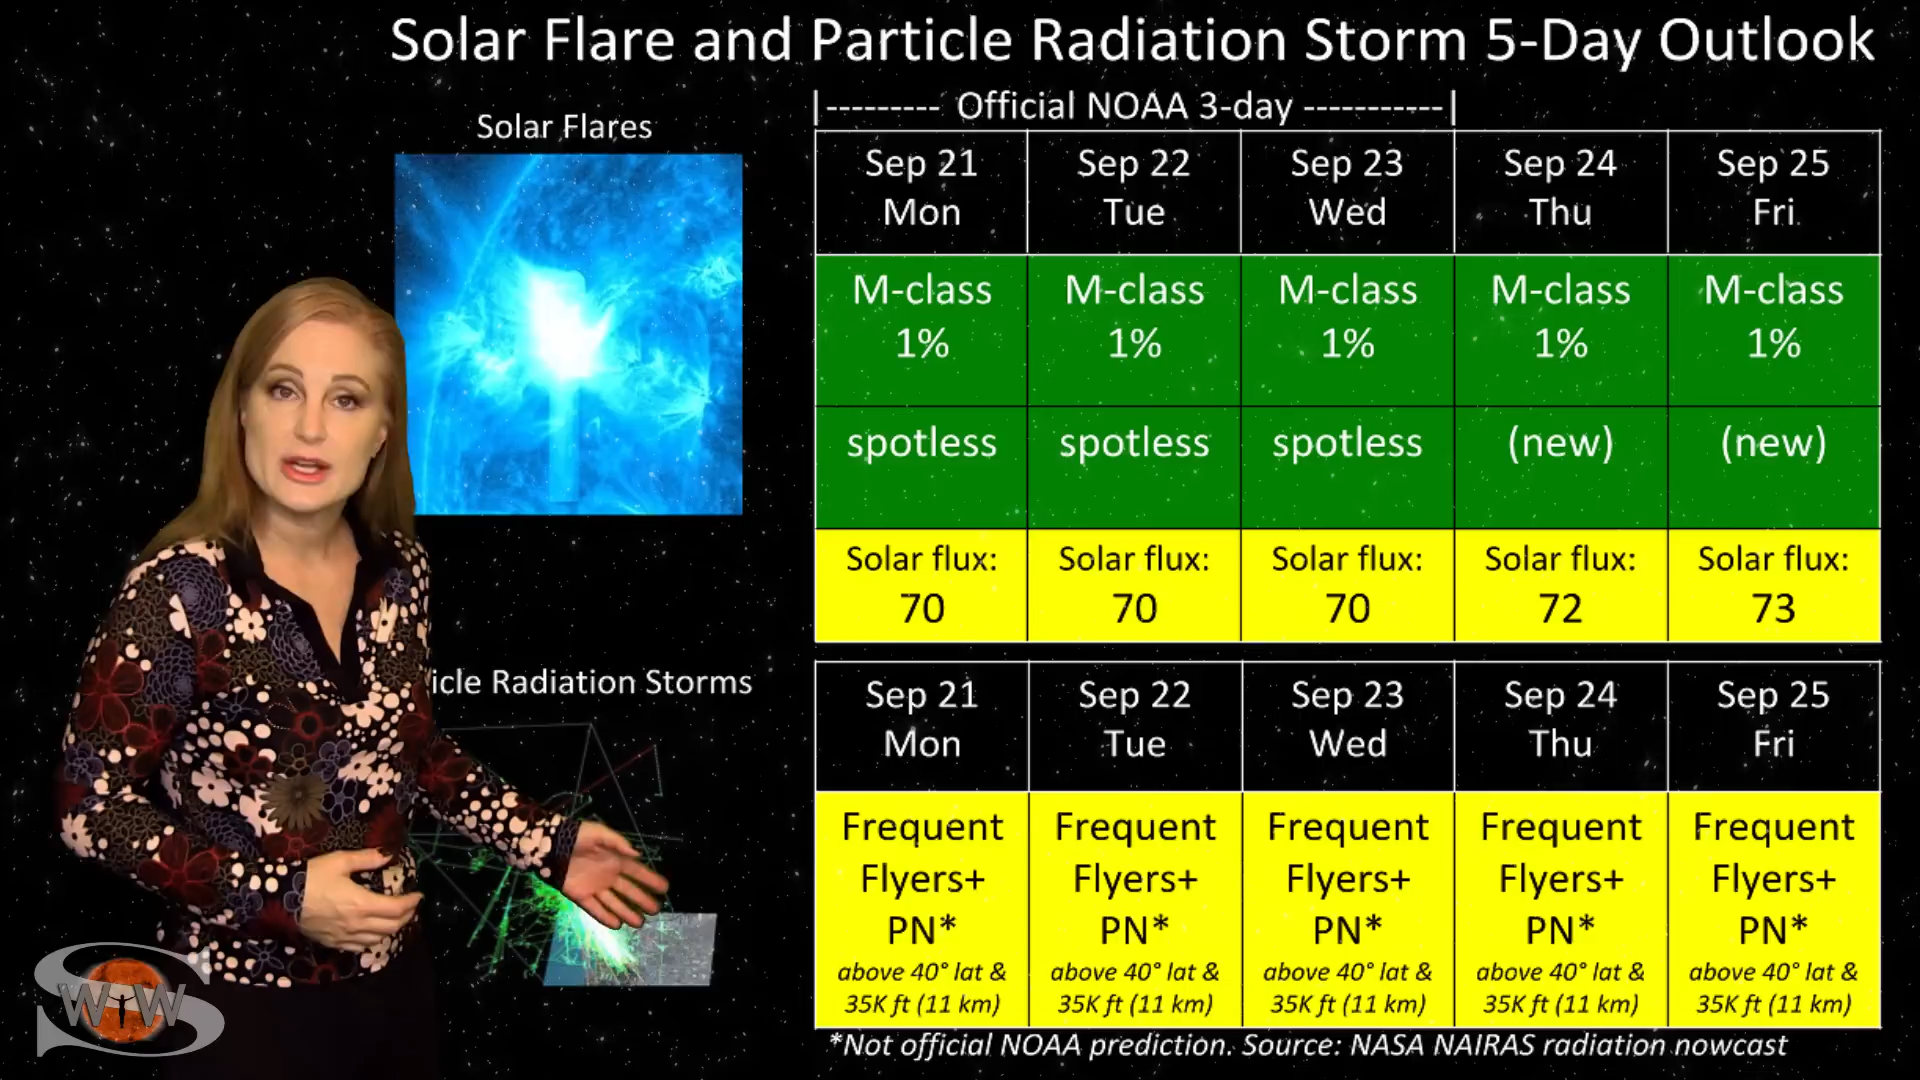 Solar Flare and Particle Radiation Storm 5-Day Outlook
|--------- Official NOAA 3-day -----------|
Solar Flares
Sep 21 Sep 22 Sep 23 Sep 24 Sep 25
Mon Tue Wed Thu Fri
M-class M-class M-class M-class M-class
1% 1% 1% 1% 1%
spotless spotless spotless (new) (new)
Solar flux: Solar flux: Solar flux: Solar flux: Solar flux:
70 70 70 72 73
icle Radiation Storms
Sep 21 Sep 22 Sep 23 Sep 24 Sep 25
Mon Tue Wed Thu Fri
Frequent Frequent Frequent Frequent Frequent
Flyers+ Flyers+ Flyers+ Flyers+ Flyers+
PN* PN* PN* PN* PN*
above 40° lat & above 40° lat & above 40° lat & above 40° lat & above 40° lat &
35K ft (11 km) 35K ft (11 km) 35K ft (11 km) 35K ft (11 km) 35K ft (11 km)
*Not official NOAA prediction. Source: NASA NAIRAS radiation nowcast
S
WTW